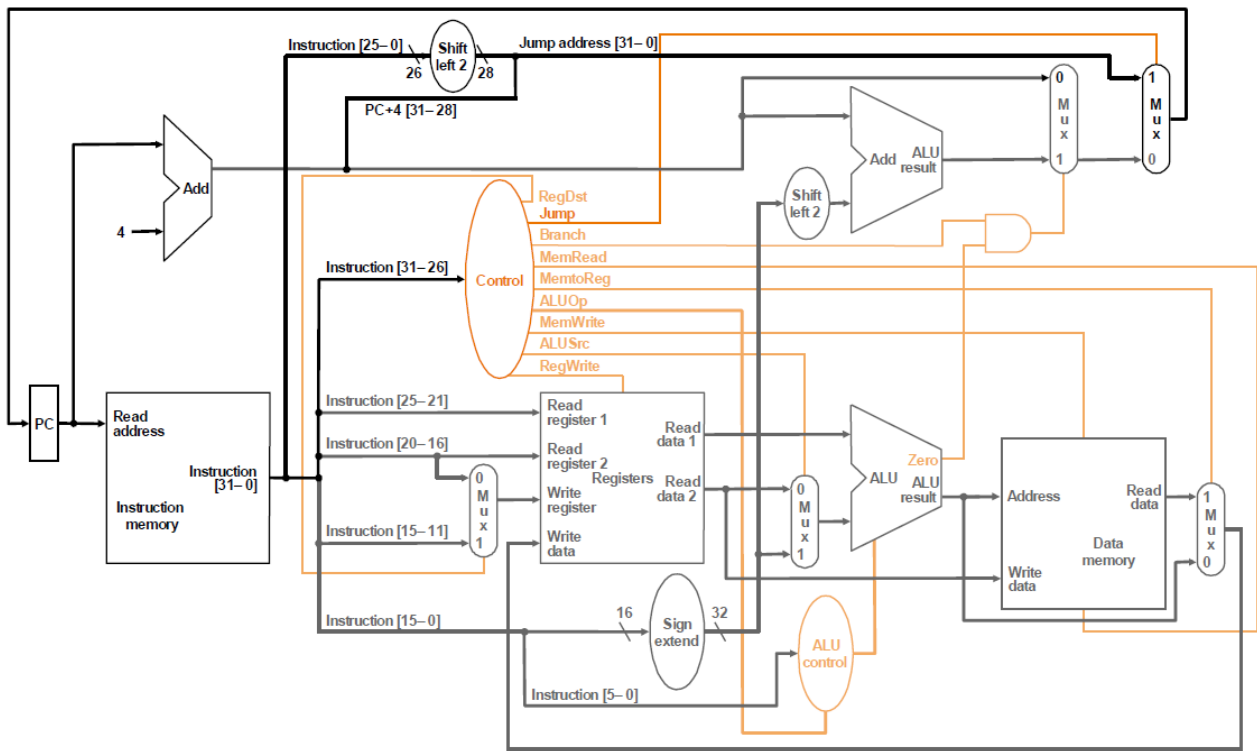 Instruction [25–0]
26
Shift
left 2
28
Jump address [31–0]
PC+4 [31–28]
Add
4
0
M
u
x
1
1
M
u
x
0
Add
ALU
result
Shift
left 2
RegDst
Jump
Branch
MemRead
MemtoReg
ALUOp
MemWrite
ALUSrc
RegWrite
Instruction [31–26]
Control
PC
Read
address
Instruction
[31–0]
Instruction
memory
Instruction [25–21]
Instruction [20–16]
Instruction [15–11]
0
M
u
x
1
Read
register 1
Read
register 2
Write
register
Write
data
Registers
Read
data 1
Read
data 2
0
M
u
x
1
Zero
ALU
ALU
result
Address
Write
data
Read
data
Data
memory
1
M
u
x
0
Instruction [15–0]
16
Sign
extend
32
ALU
control
Instruction [5–0]